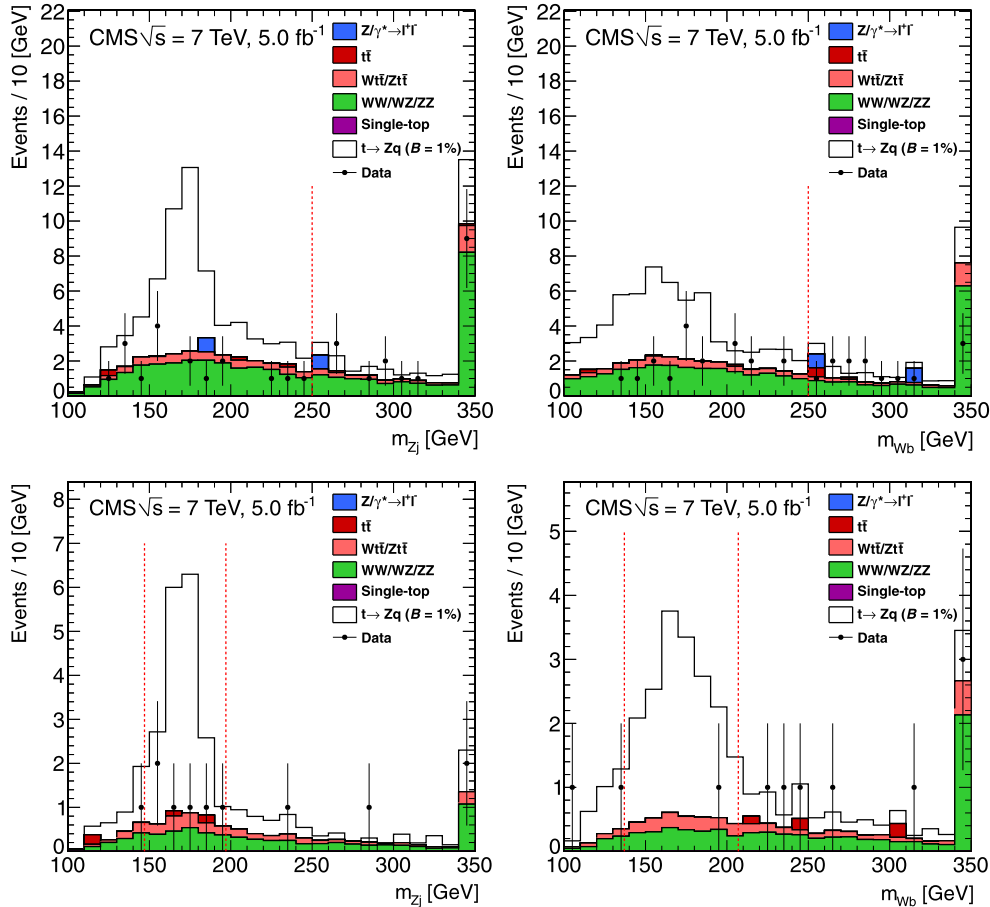 CMS √s = 7 TeV, 5.0 fb⁻¹
Z/γ*→l⁺l⁻
tt̄
Wtt̄/Ztt̄
WW/WZ/ZZ
Single-top
t→ Zq (B = 1%)
Data
Events / 10 [GeV]
22
20
18
16
14
12
10
8
6
4
2
0
100 150 200 250 300 350
m_Zj [GeV]
CMS √s = 7 TeV, 5.0 fb⁻¹
Z/γ*→l⁺l⁻
tt̄
Wtt̄/Ztt̄
WW/WZ/ZZ
Single-top
t→ Zq (B = 1%)
Data
Events / 10 [GeV]
22
20
18
16
14
12
10
8
6
4
2
0
100 150 200 250 300 350
m_Wb [GeV]
CMS √s = 7 TeV, 5.0 fb⁻¹
Z/γ*→l⁺l⁻
tt̄
Wtt̄/Ztt̄
WW/WZ/ZZ
Single-top
t→ Zq (B = 1%)
Data
Events / 10 [GeV]
8
7
6
5
4
3
2
1
0
100 150 200 250 300 350
m_Zj [GeV]
CMS √s = 7 TeV, 5.0 fb⁻¹
Z/γ*→l⁺l⁻
tt̄
Wtt̄/Ztt̄
WW/WZ/ZZ
Single-top
t→ Zq (B = 1%)
Data
Events / 10 [GeV]
5
4
3
2
1
0
100 150 200 250 300 350
m_Wb [GeV]